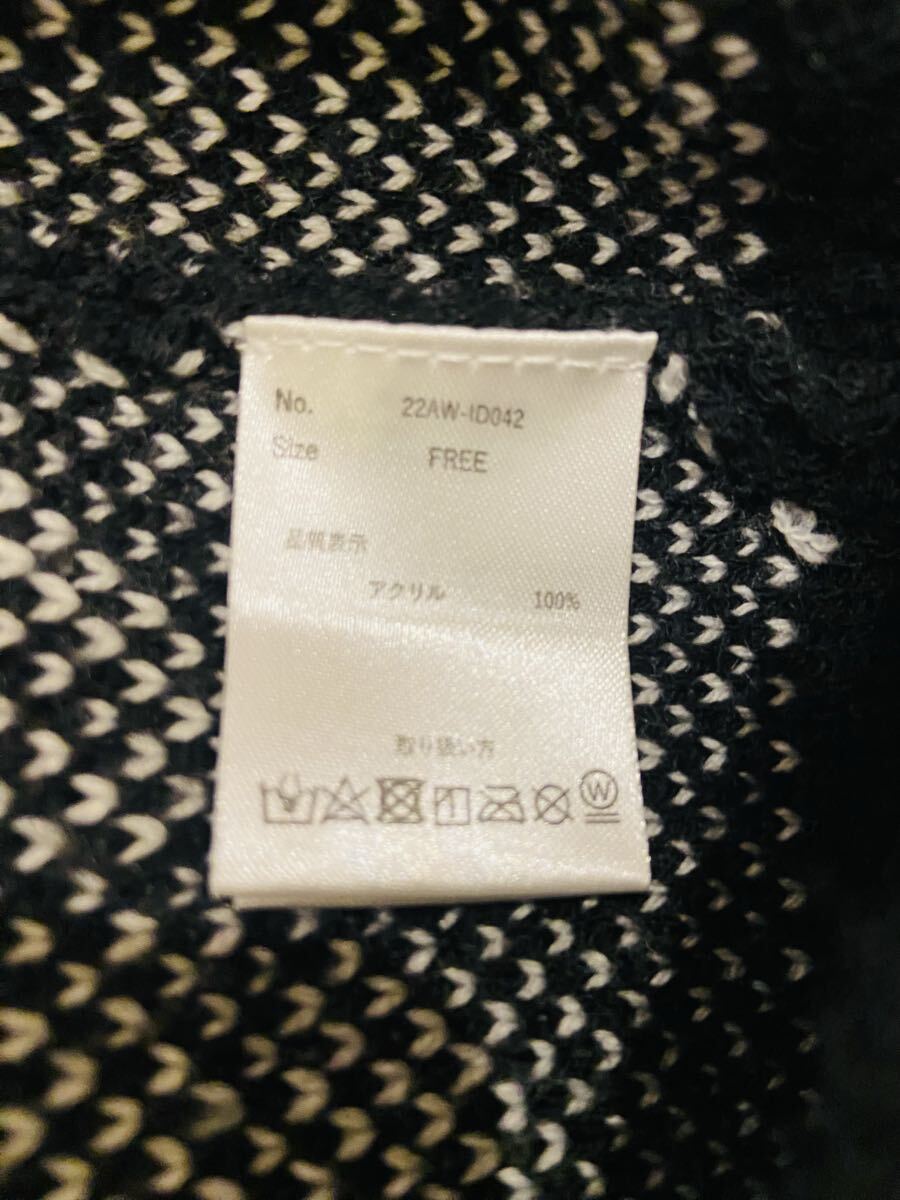 No. 22AW-ID042
Size FREE
品質表示
アクリル 100%
取り扱い方
W